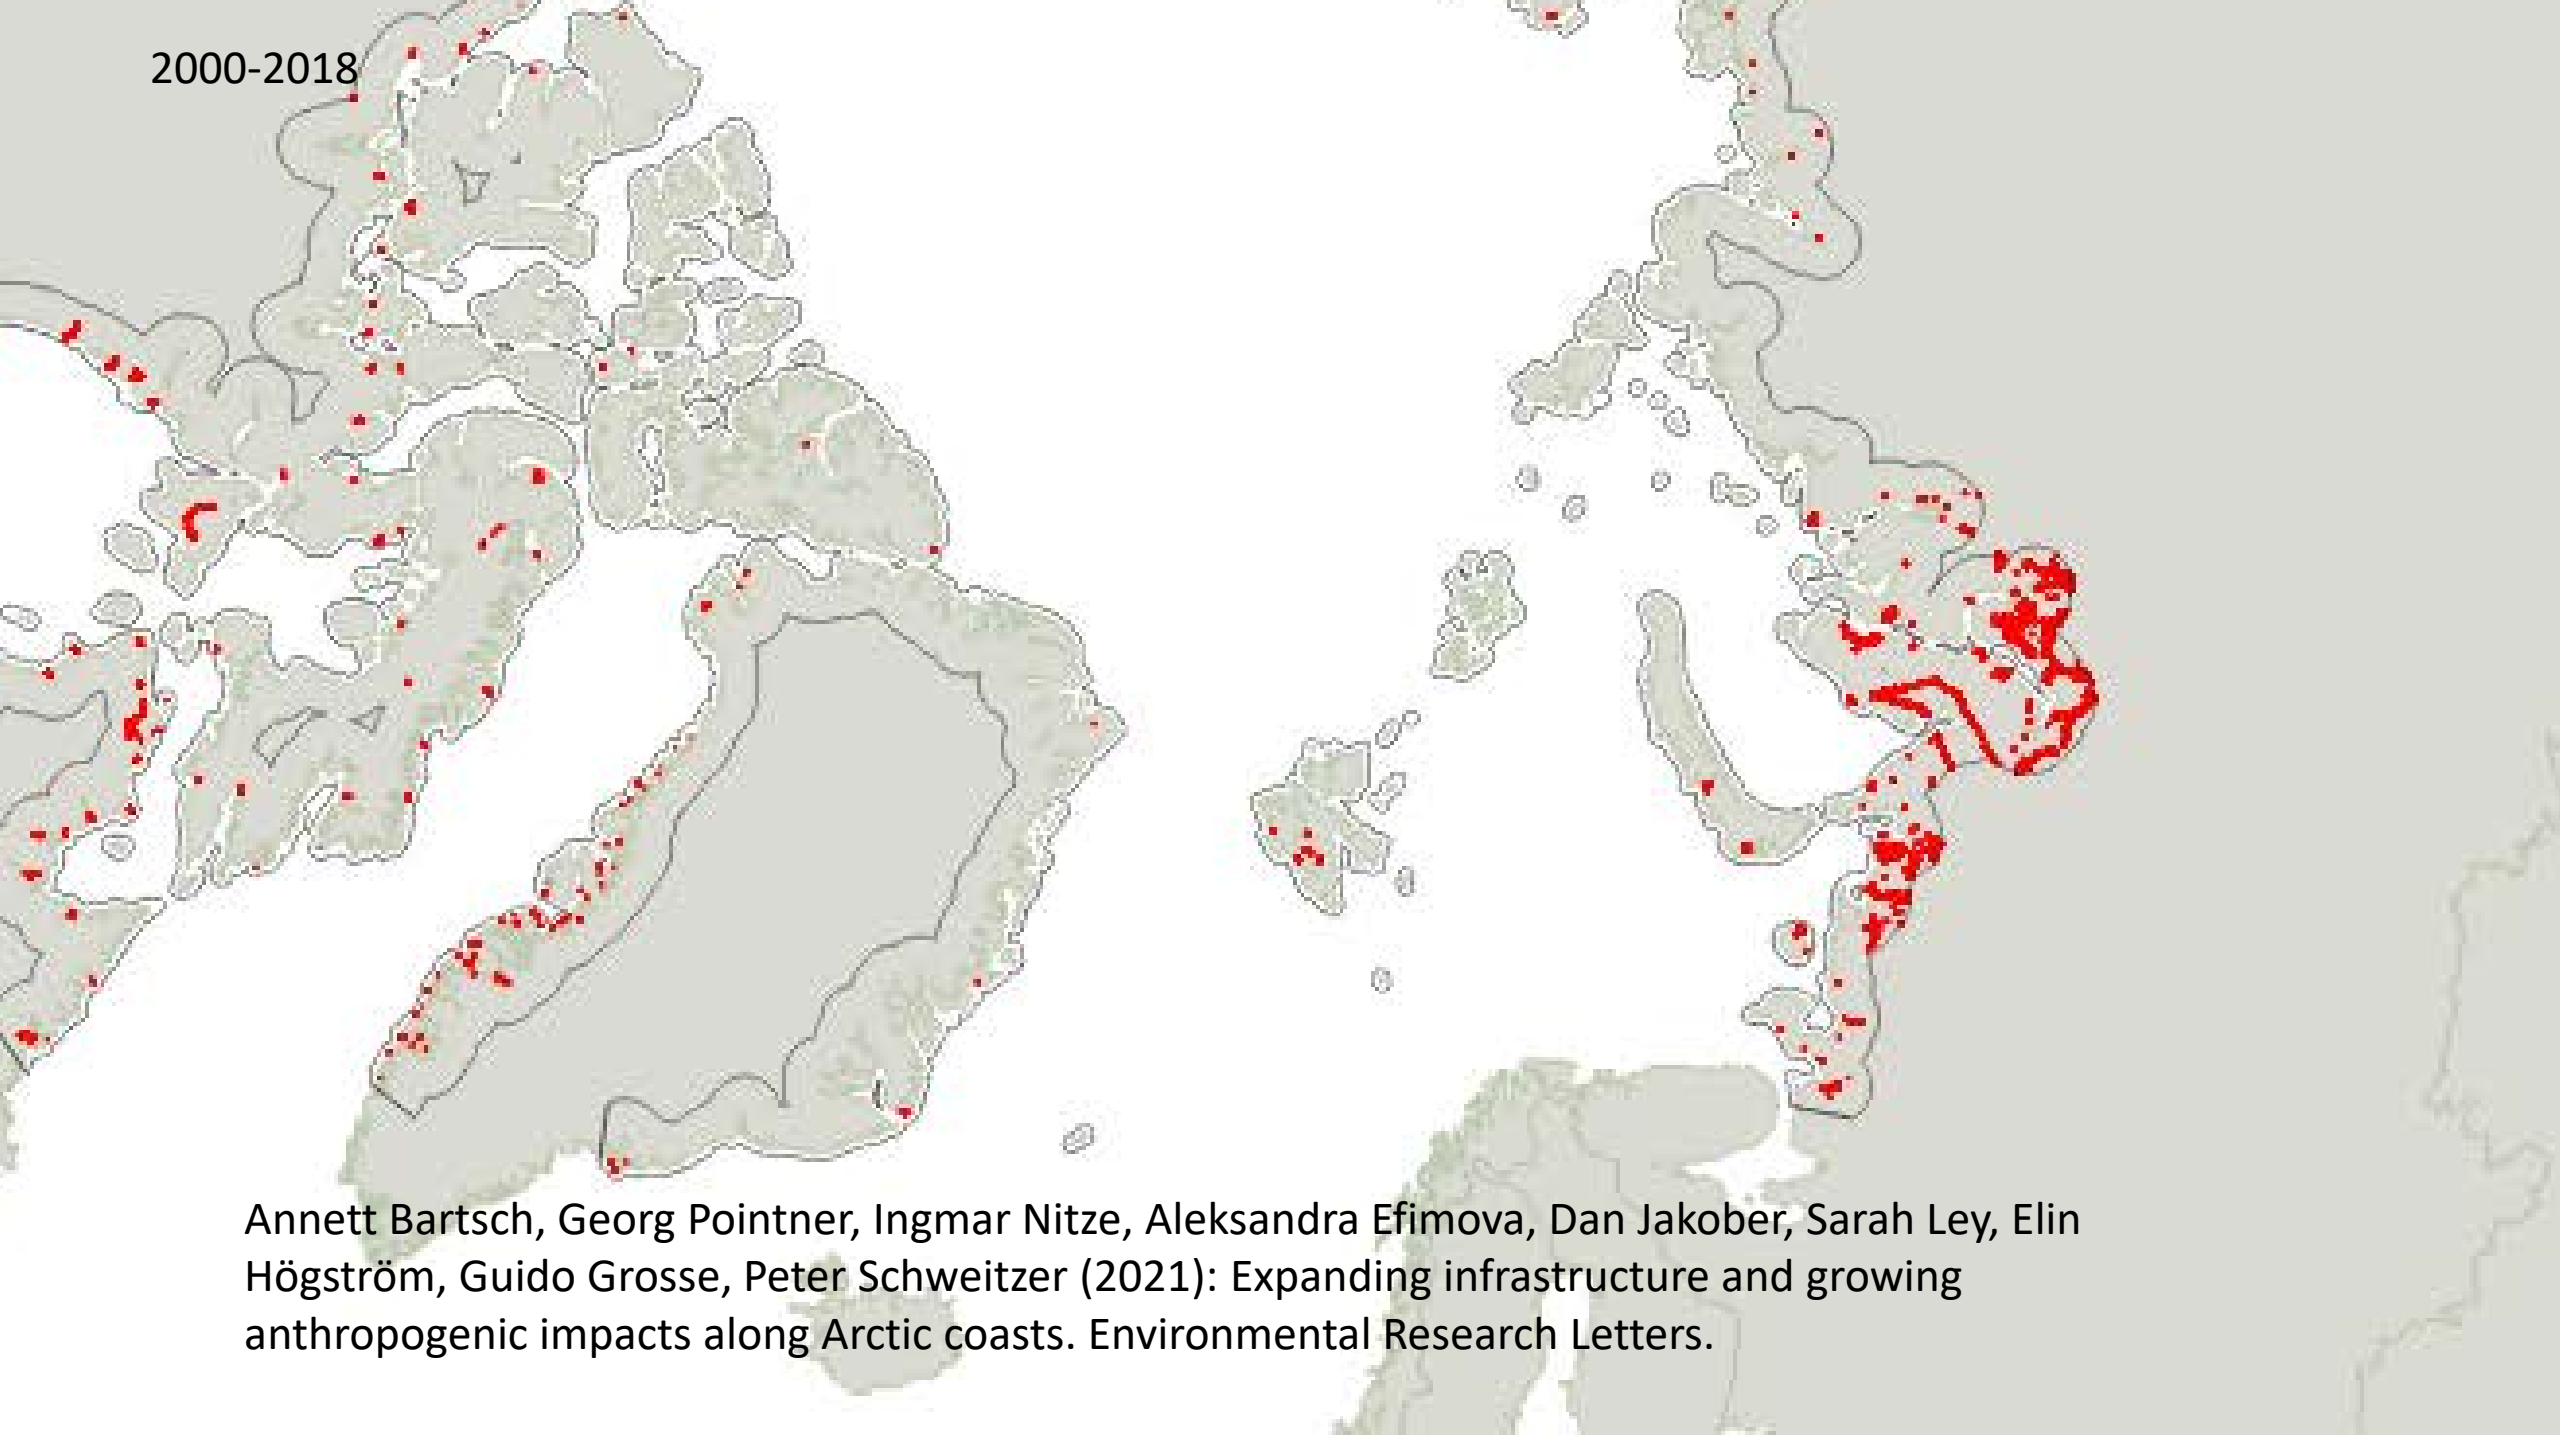 2000-2018
Annett Bartsch, Georg Pointner, Ingmar Nitze, Aleksandra Efimova, Dan Jakober, Sarah Ley, Elin
Högström, Guido Grosse, Peter Schweitzer (2021): Expanding infrastructure and growing
anthropogenic impacts along Arctic coasts. Environmental Research Letters.